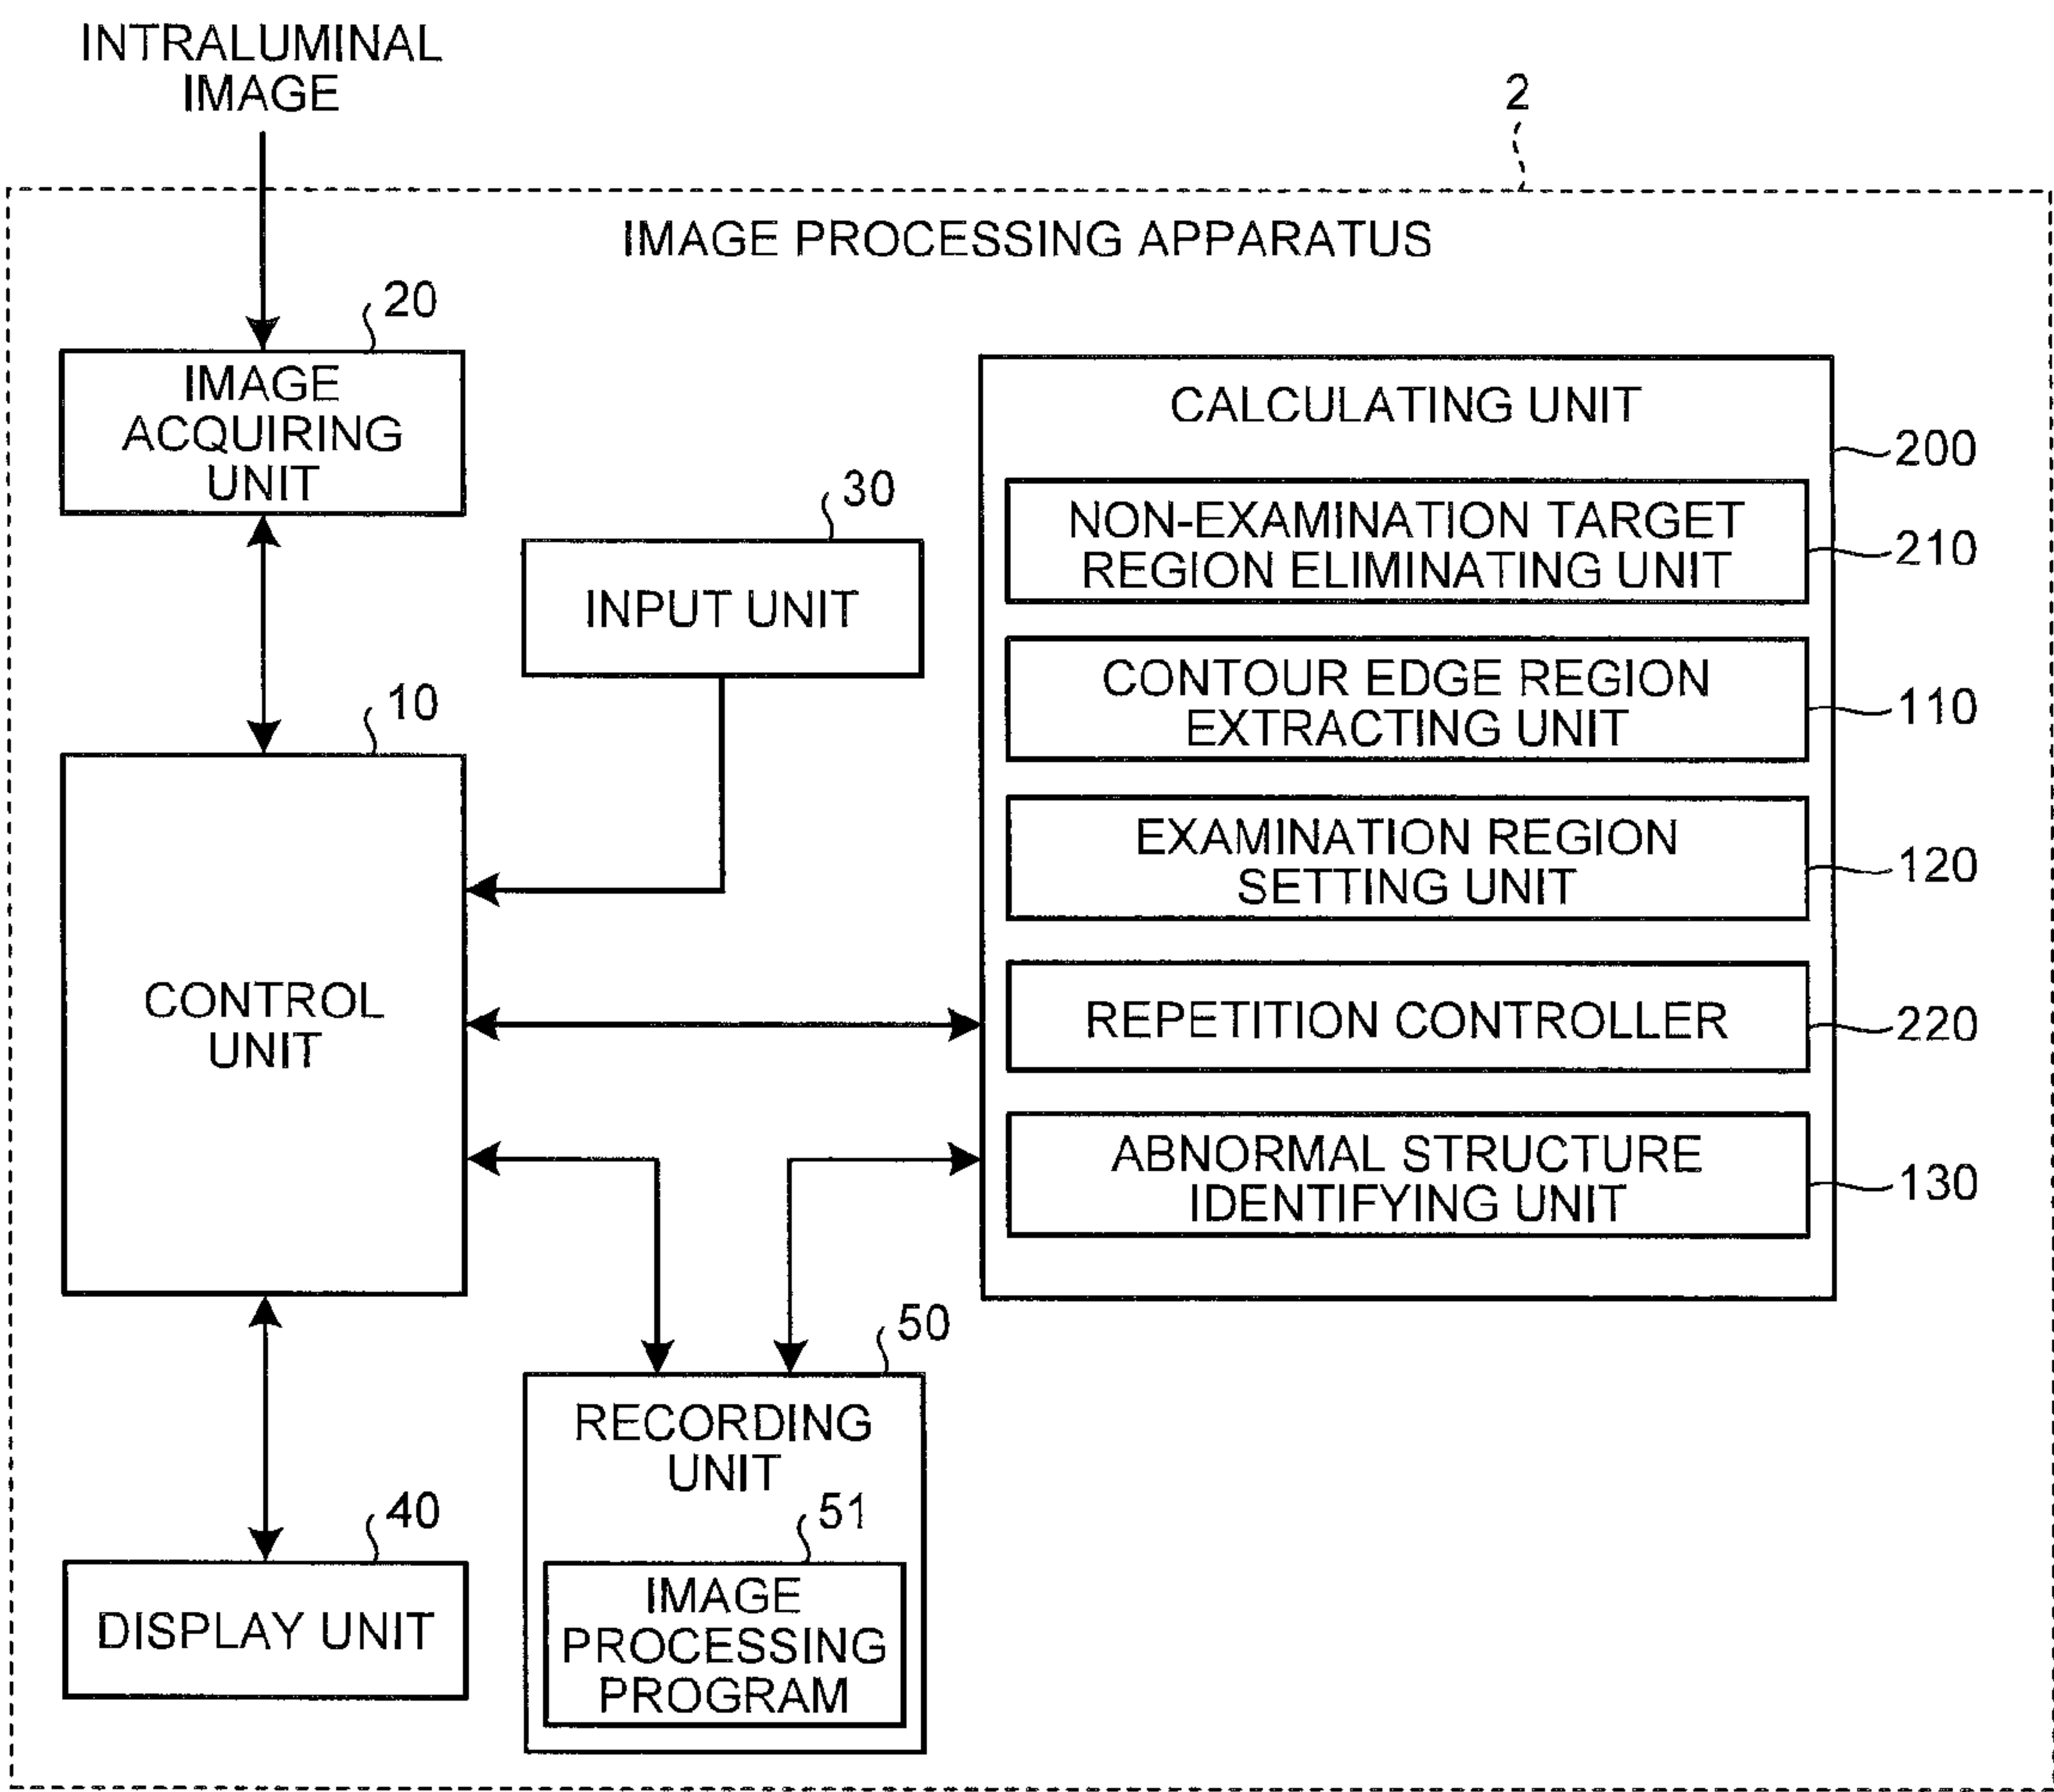 INTRALUMINAL
IMAGE
2
IMAGE PROCESSING APPARATUS
20
IMAGE
ACQUIRING
UNIT
30
INPUT UNIT
10
CONTROL
UNIT
CALCULATING UNIT
200
NON-EXAMINATION TARGET
REGION ELIMINATING UNIT
210
CONTOUR EDGE REGION
EXTRACTING UNIT
110
EXAMINATION REGION
SETTING UNIT
120
REPETITION CONTROLLER
220
ABNORMAL STRUCTURE
IDENTIFYING UNIT
130
50
RECORDING
UNIT
51
IMAGE
PROCESSING
PROGRAM
40
DISPLAY UNIT